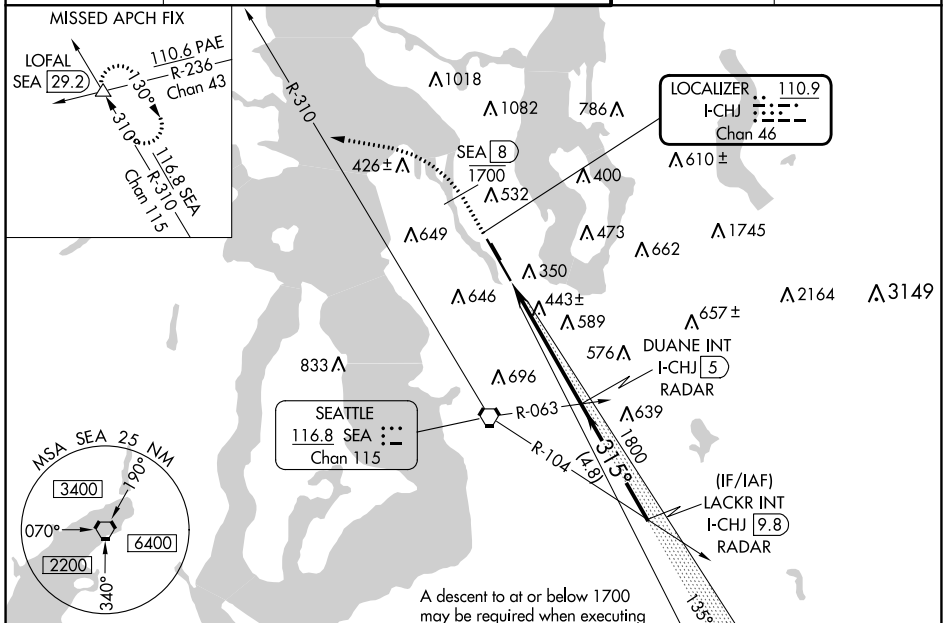 MISSED APCH FIX
LOFAL
SEA 29.2
110.6 PAE
R-236
Chan 43
130°
310°
116.8 SEA
R-310
Chan 115
R-310
1018
1082
786
LOCALIZER 110.9
I-CHJ
Chan 46
SEA 8
1700
426 ±
610 ±
400
532
649
473
662
1745
350
646
443 ±
589
2164
3149
657 ±
576
DUANE INT
I-CHJ 5
RADAR
833
696
R-063
639
SEATTLE
116.8 SEA
Chan 115
R-104
(4.8)
315°
1800
(IF/IAF)
LACKR INT
I-CHJ 9.8
RADAR
135°
MSA SEA 25 NM
3400
190°
070°
6400
2200
340°
A descent to at or below 1700
may be required when executing